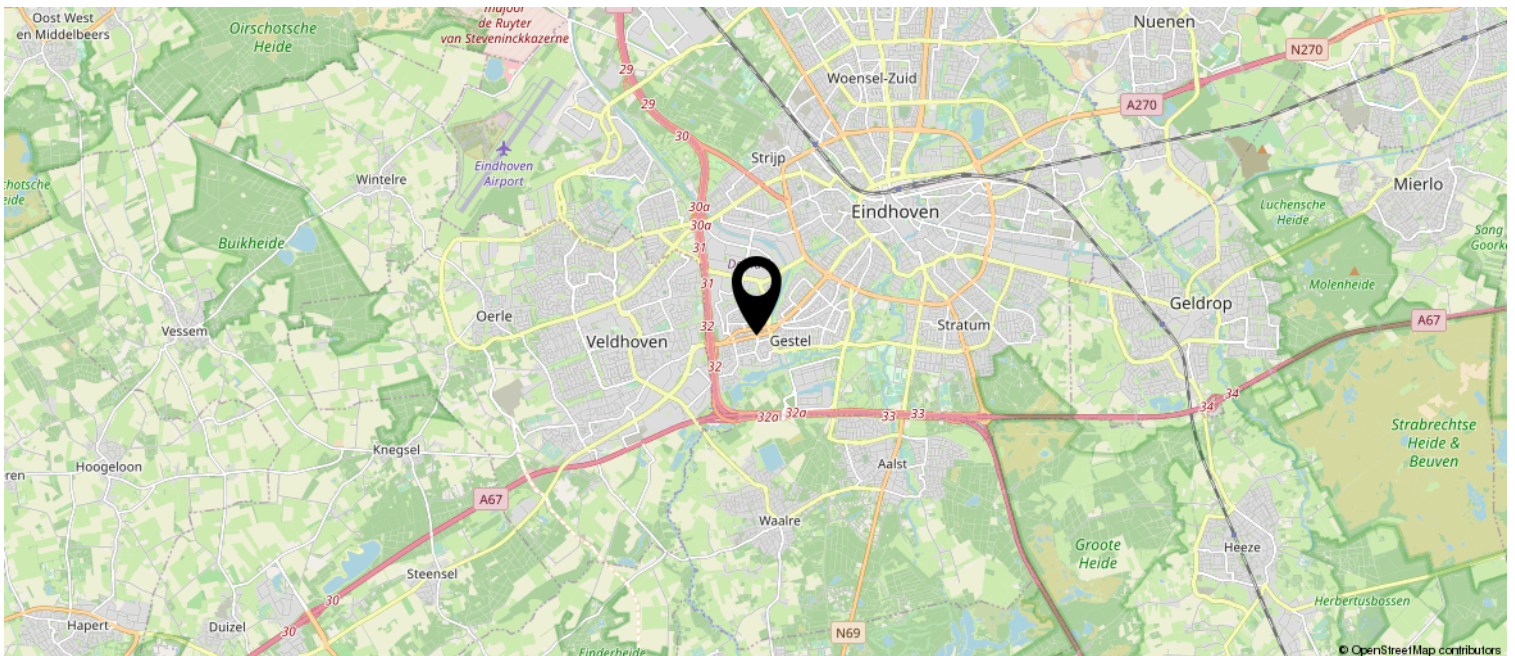 Oost West
en Middelbeers
Oirschotsche
Heide
majoor
de Ruyter
van Steveninckkazerne
29
29
30
Nuenen
N270
Woensel-Zuid
A270
Strijp
Eindhoven
Airport
Wintelre
30a
30a
31
31
Eindhoven
Mierlo
Luchensche
Heide
Buikheide
Molenheide
Geldrop
A67
Oerle
Vessem
Veldhoven
32
32
Gestel
Stratum
32a
32a
33
33
34
34
Strabrechtse
Heide &
Beuven
Knegsel
Hoogeloon
Aalst
A67
Waalre
Groote
Heide
Heeze
Steensel
30
30
Herbertusbossen
Hapert
Duizel
N69
© OpenStreetMap contributors